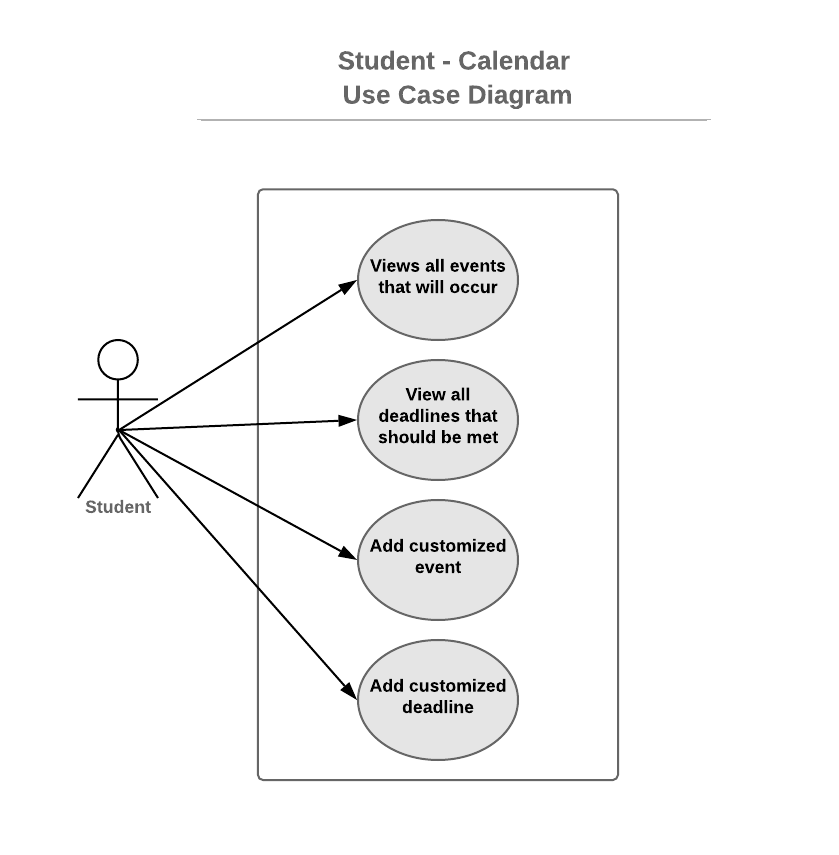 Student - Calendar
Use Case Diagram
Views all events
that will occur
View all
deadlines that
should be met
Student
Add customized
event
Add customized
deadline